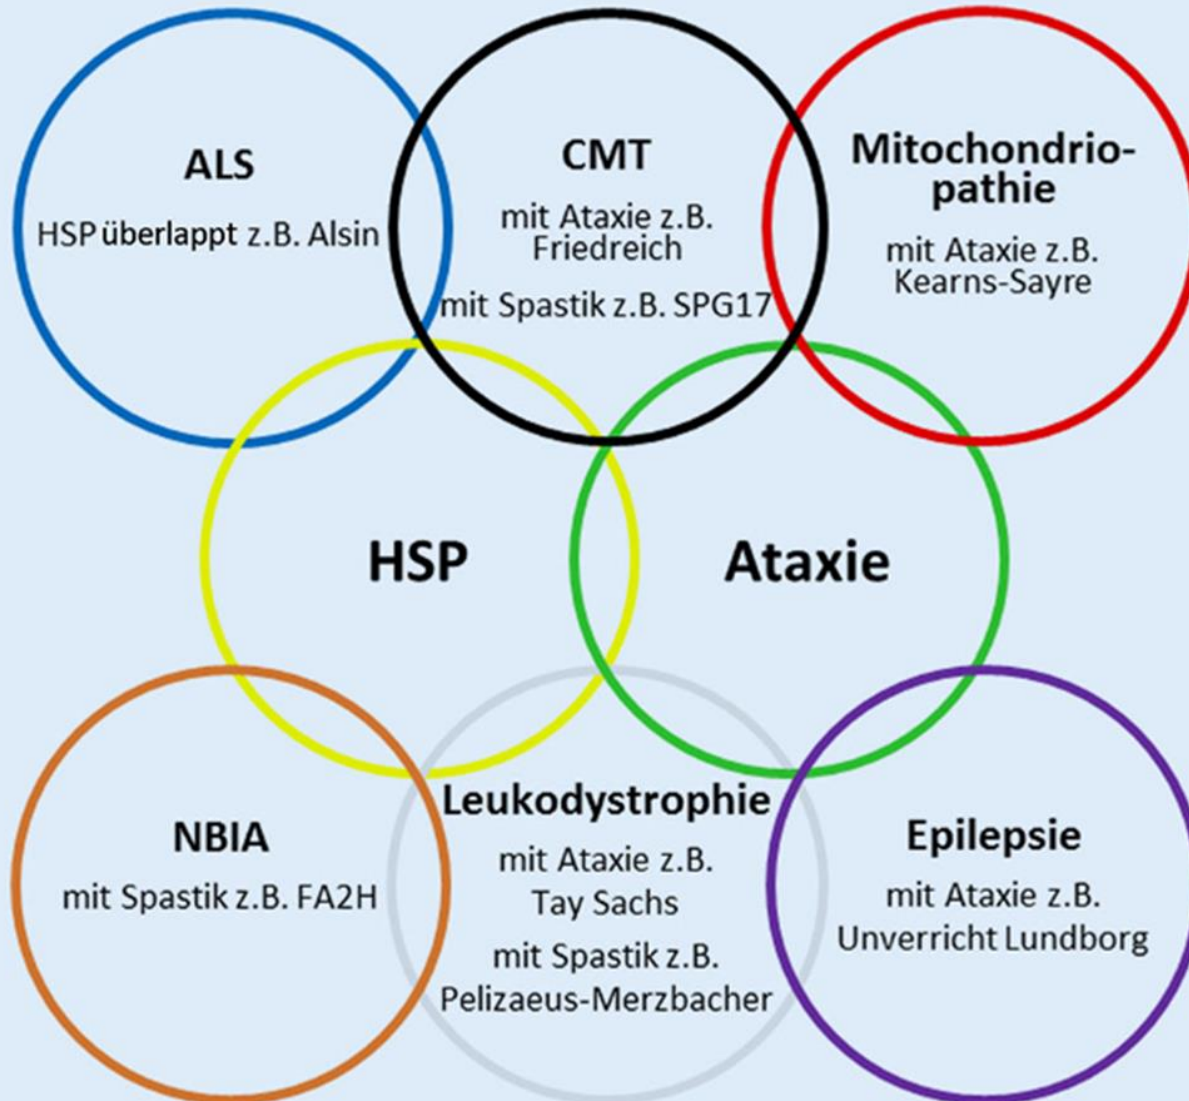 ALS
HSP überlappt z.B. Alsin
CMT
mit Ataxie z.B.
Friedreich
mit Spastik z.B. SPG17
Mitochondrio-
pathie
mit Ataxie z.B.
Kearns-Sayre
HSP
Ataxie
NBIA
mit Spastik z.B. FA2H
Leukodystrophie
mit Ataxie z.B.
Tay Sachs
mit Spastik z.B.
Pelizaeus-Merzbacher
Epilepsie
mit Ataxie z.B.
Unverricht Lundborg